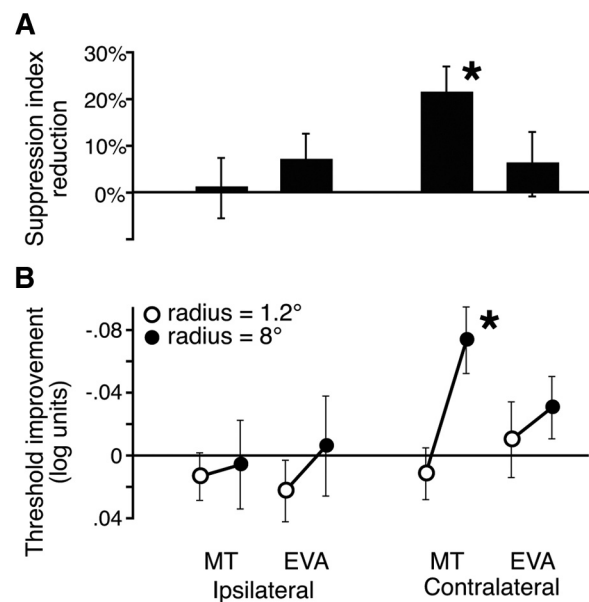 A
Suppression index
reduction
30%
20%
10%
0%
*
B
Threshold improvement
(log units)
-.08
-.04
0
.04
radius = 1.2°
radius = 8°
*
MT EVA MT EVA
Ipsilateral Contralateral